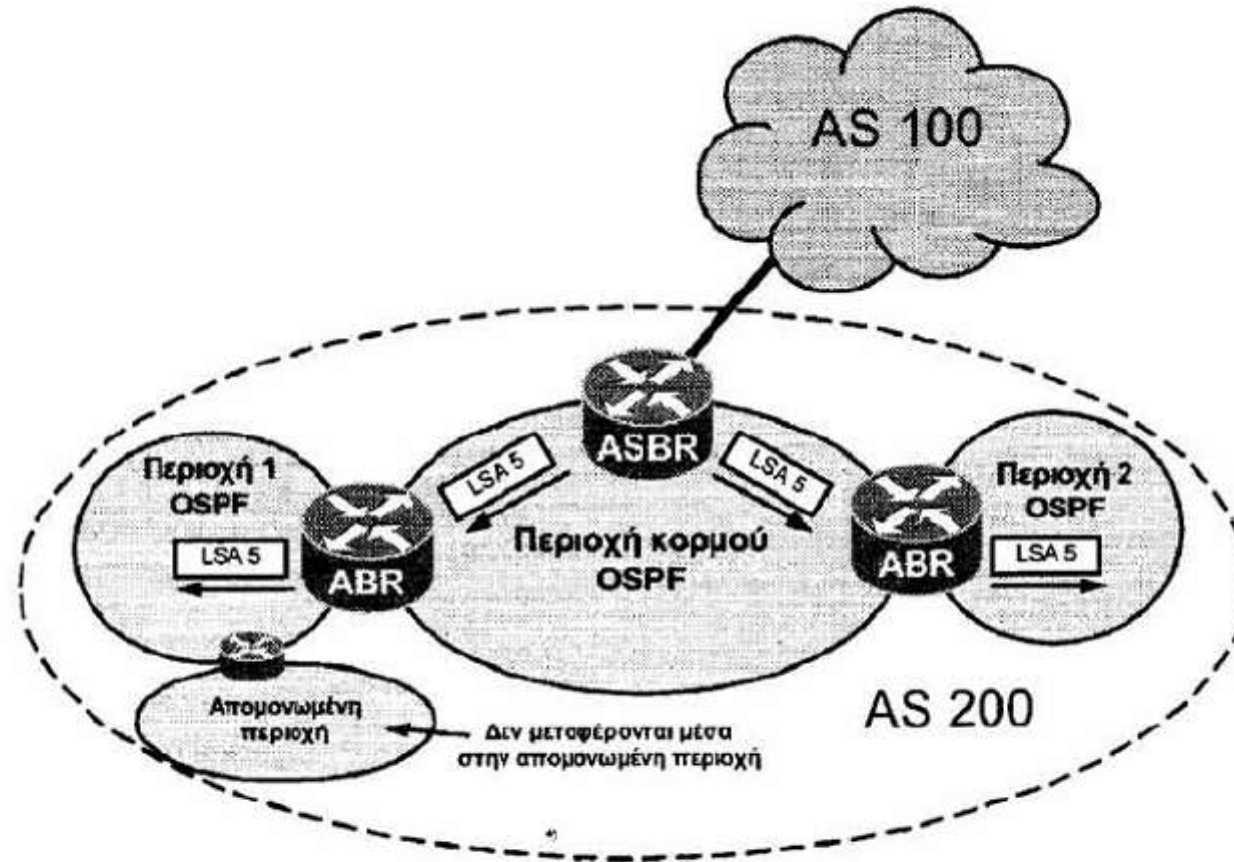 AS 100
ASBR
LSA 5
LSA 5
Περιοχή 1
OSPF
LSA 5
ABR
Περιοχή κορμού
OSPF
ABR
Περιοχή 2
OSPF
LSA 5
Απομονωμένη
περιοχή
Δεν μεταφέρονται μέσα
στην απομονωμένη περιοχή
AS 200